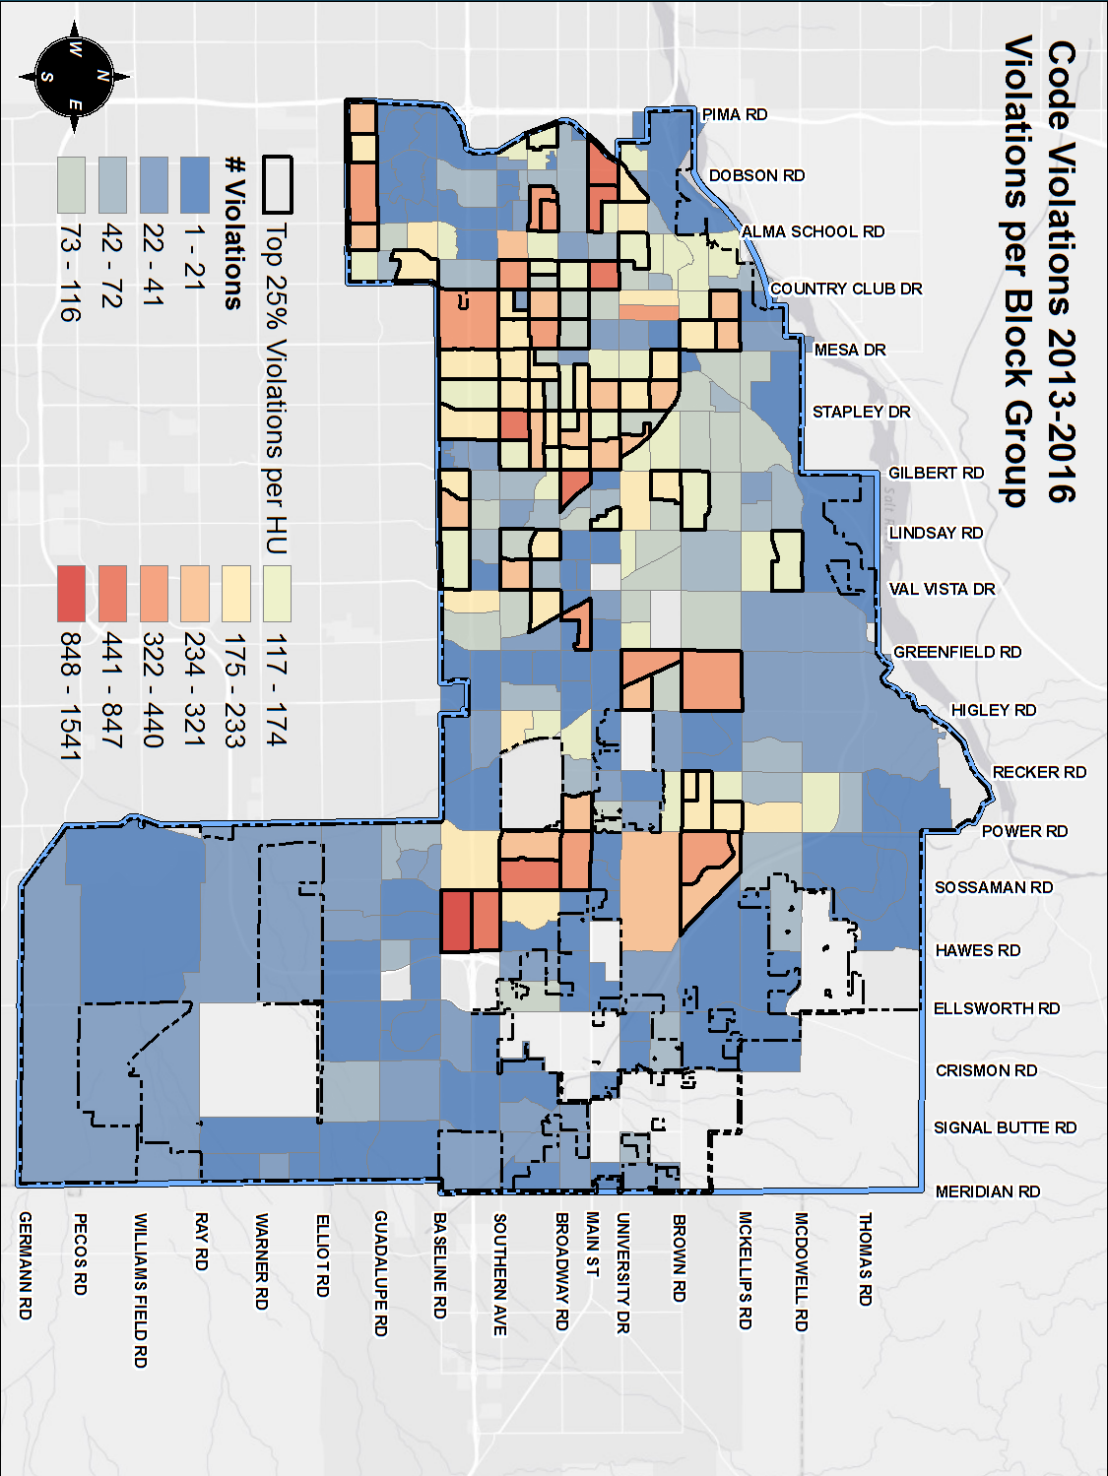 Code Violations 2013-2016
Violations per Block Group
N
E
S
W
Top 25% Violations per HU
# Violations
1 - 21
22 - 41
42 - 72
73 - 116
117 - 174
175 - 233
234 - 321
322 - 440
441 - 847
848 - 1541
PIMA RD
DOBSON RD
ALMA SCHOOL RD
COUNTRY CLUB DR
MESA DR
STAPLEY DR
GILBERT RD
LINDSAY RD
VAL VISTA DR
GREENFIELD RD
HIGLEY RD
RECKER RD
POWER RD
SOSSAMAN RD
HAWES RD
ELLSWORTH RD
CRISMON RD
SIGNAL BUTTE RD
MERIDIAN RD
THOMAS RD
MCDOWELL RD
MCKELLIPS RD
BROWN RD
UNIVERSITY DR
MAIN ST
BROADWAY RD
SOUTHERN AVE
BASELINE RD
GUADALUPE RD
ELLIOT RD
WARNER RD
RAY RD
WILLIAMS FIELD RD
PECOS RD
GERMANN RD